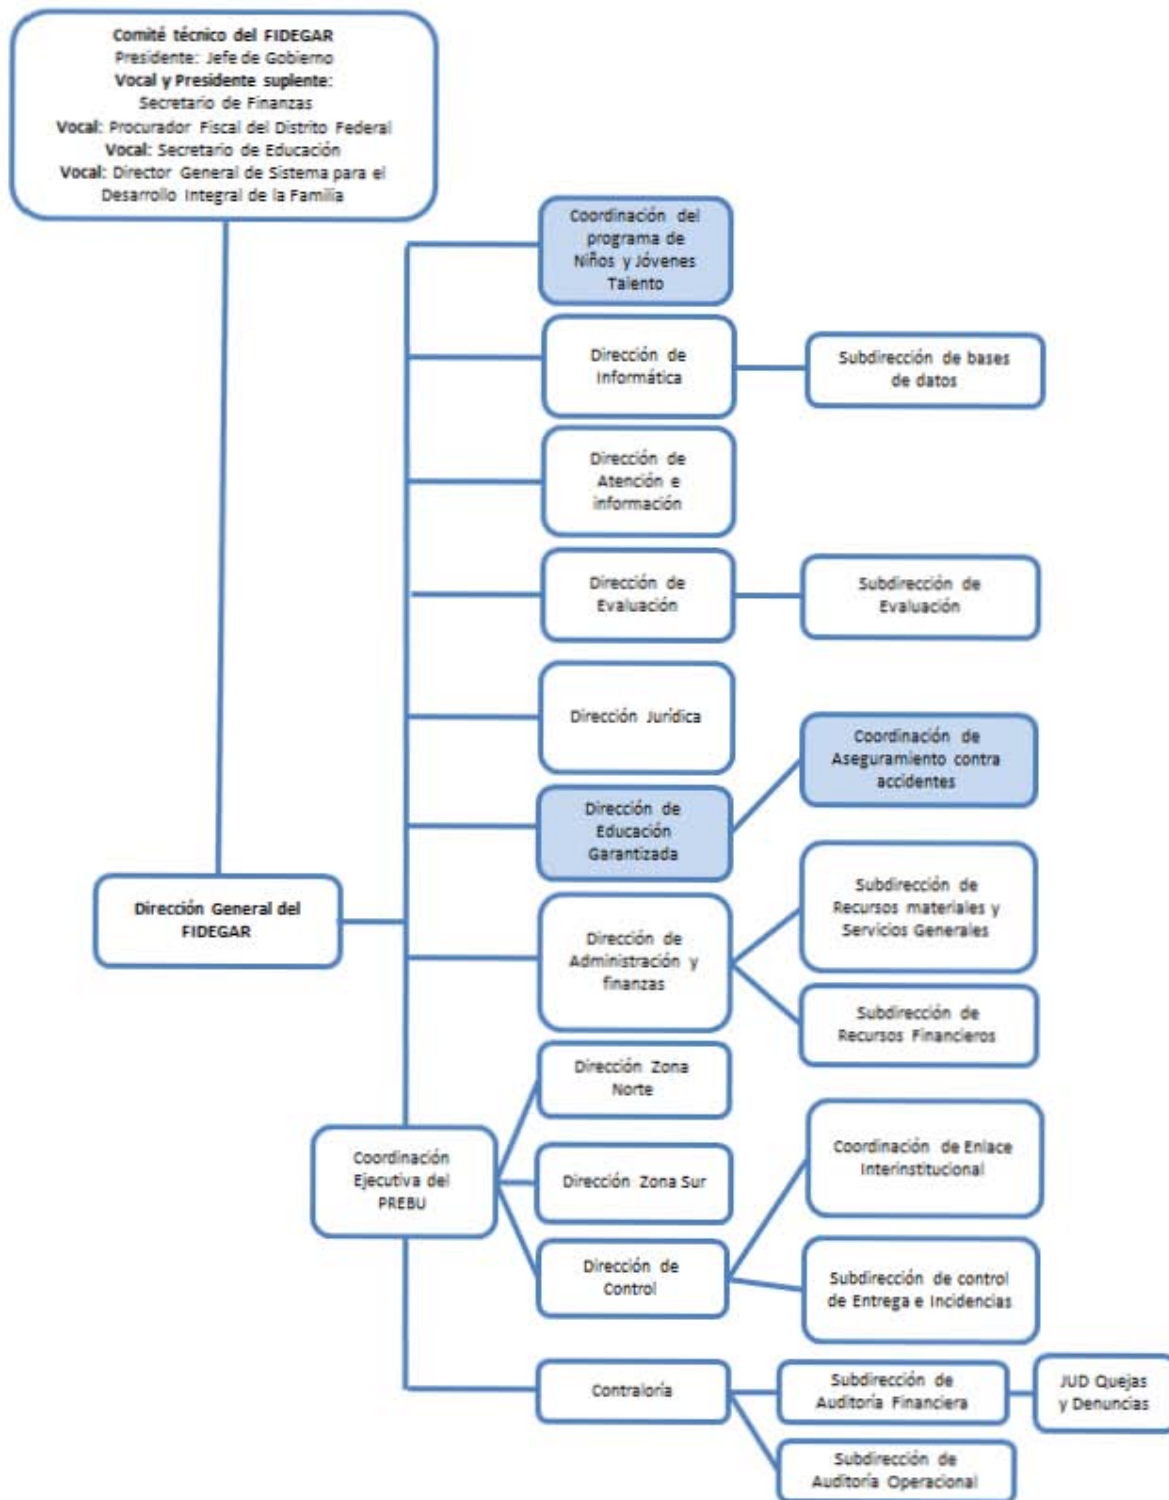 Comité técnico del FIDEGAR
Presidente: Jefe de Gobierno
Vocal y Presidente suplente:
Secretario de Finanzas
Vocal: Procurador Fiscal del Distrito Federal
Vocal: Secretario de Educación
Vocal: Director General de Sistema para el
Desarrollo Integral de la Familia
Coordinación del
programa de
Niños y Jóvenes
Talento
Dirección de
Informática
Subdirección de bases
de datos
Dirección de
Atención e
información
Dirección de
Evaluación
Subdirección de
Evaluación
Dirección Jurídica
Coordinación de
Aseguramiento contra
accidentes
Dirección de
Educación
Garantizada
Subdirección de
Recursos materiales y
Servicios Generales
Dirección General del
FIDEGAR
Dirección de
Administración y
finanzas
Subdirección de
Recursos Financieros
Dirección Zona
Norte
Coordinación
Ejecutiva del
PREBU
Dirección Zona Sur
Coordinación de Enlace
Interinstitucional
Dirección de
Control
Subdirección de control
de Entrega e Incidencias
Contraloría
Subdirección de
Auditoría Financiera
JUD Quejas
y Denuncias
Subdirección de
Auditoría Operacional